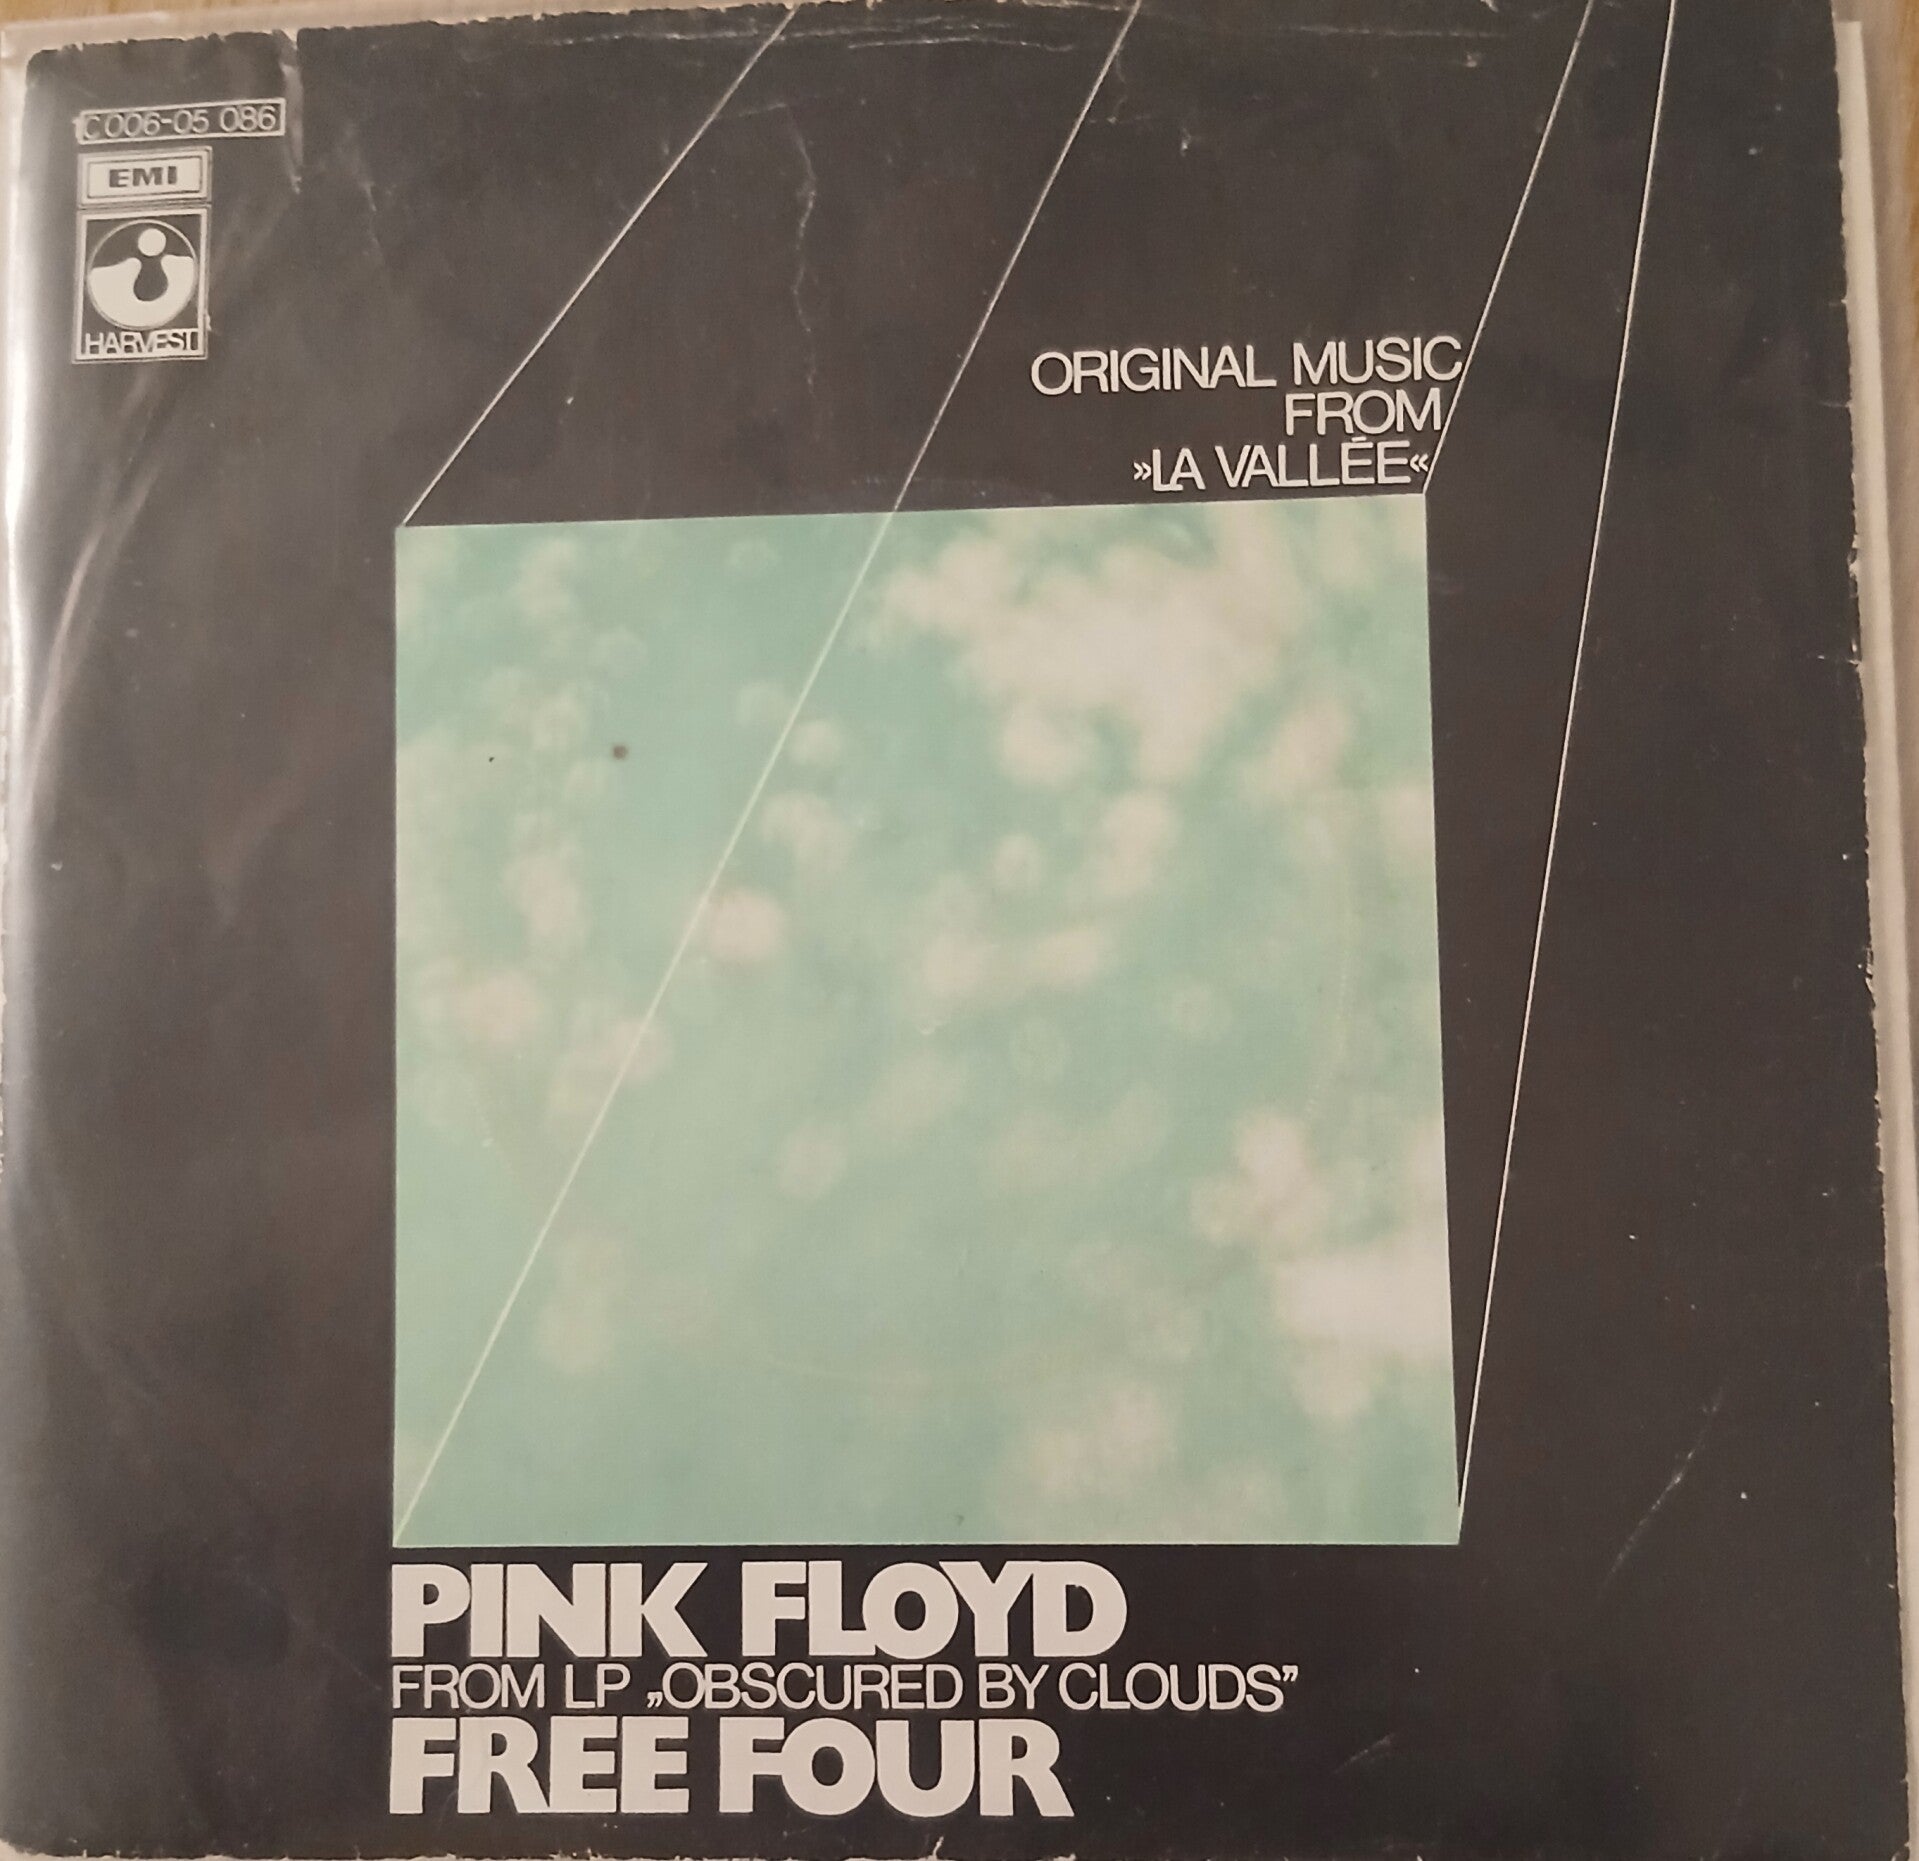 1C 006-05 086
EMI
HARVEST
ORIGINAL MUSIC
FROM
»LA VALLÉE«
PINK FLOYD
FROM LP „OBSCURED BY CLOUDS”
FREE FOUR